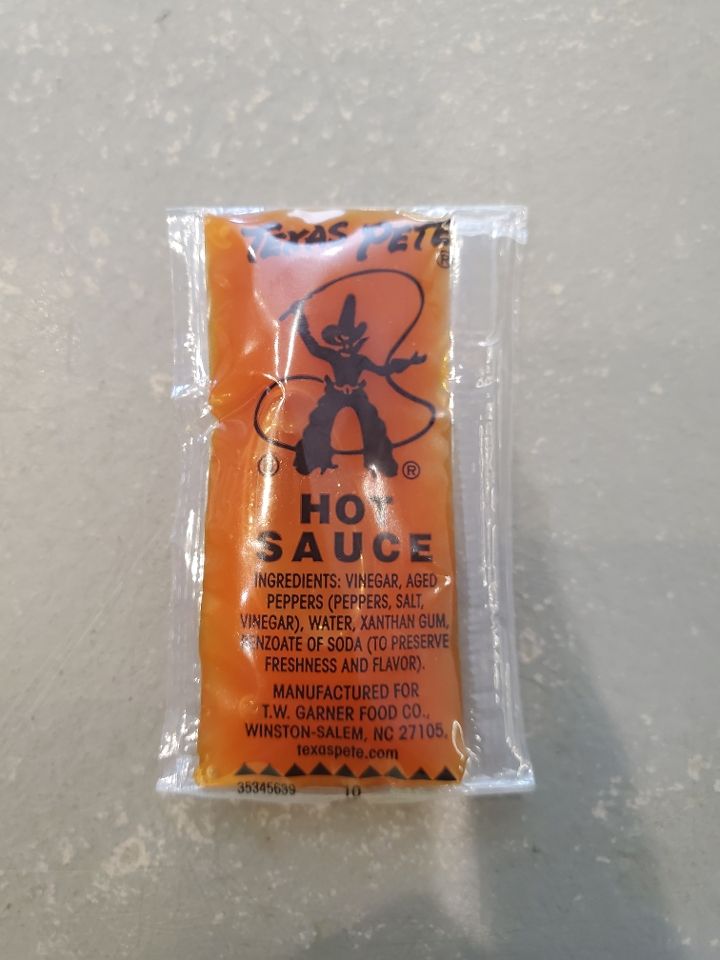 TEXAS PETE®
Ⓤ ®
HOT
SAUCE
INGREDIENTS: VINEGAR, AGED
PEPPERS (PEPPERS, SALT,
VINEGAR), WATER, XANTHAN GUM,
BENZOATE OF SODA (TO PRESERVE
FRESHNESS AND FLAVOR).
MANUFACTURED FOR
T.W. GARNER FOOD CO.,
WINSTON-SALEM, NC 27105.
texaspete.com
35345639 10